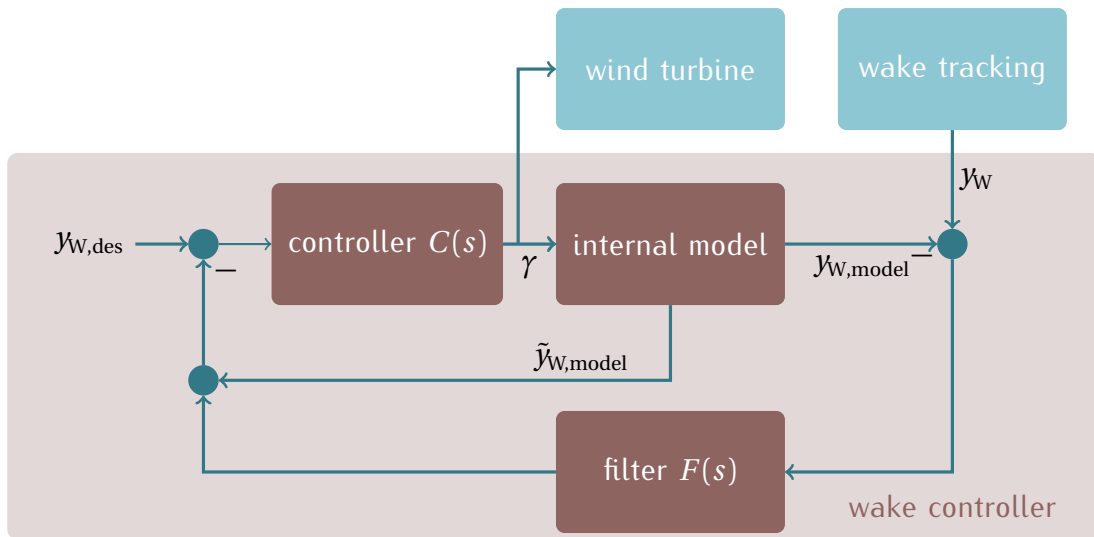 wind turbine
wake tracking
y_W
y_W,des
controller C(s)
internal model
−
γ
y_W,model
−
ỹ_W,model
filter F(s)
wake controller